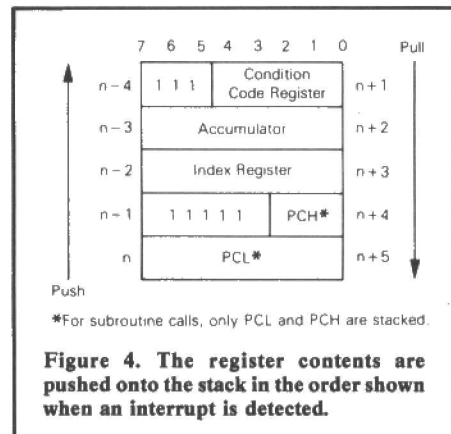 7 6 5 4 3 2 1 0
Pull
n – 4 1 1 1 Condition Code Register n + 1
n – 3 Accumulator n + 2
n – 2 Index Register n + 3
n – 1 1 1 1 1 1 PCH* n + 4
n PCL* n + 5
Push
*For subroutine calls, only PCL and PCH are stacked.
Figure 4. The register contents are
pushed onto the stack in the order shown
when an interrupt is detected.